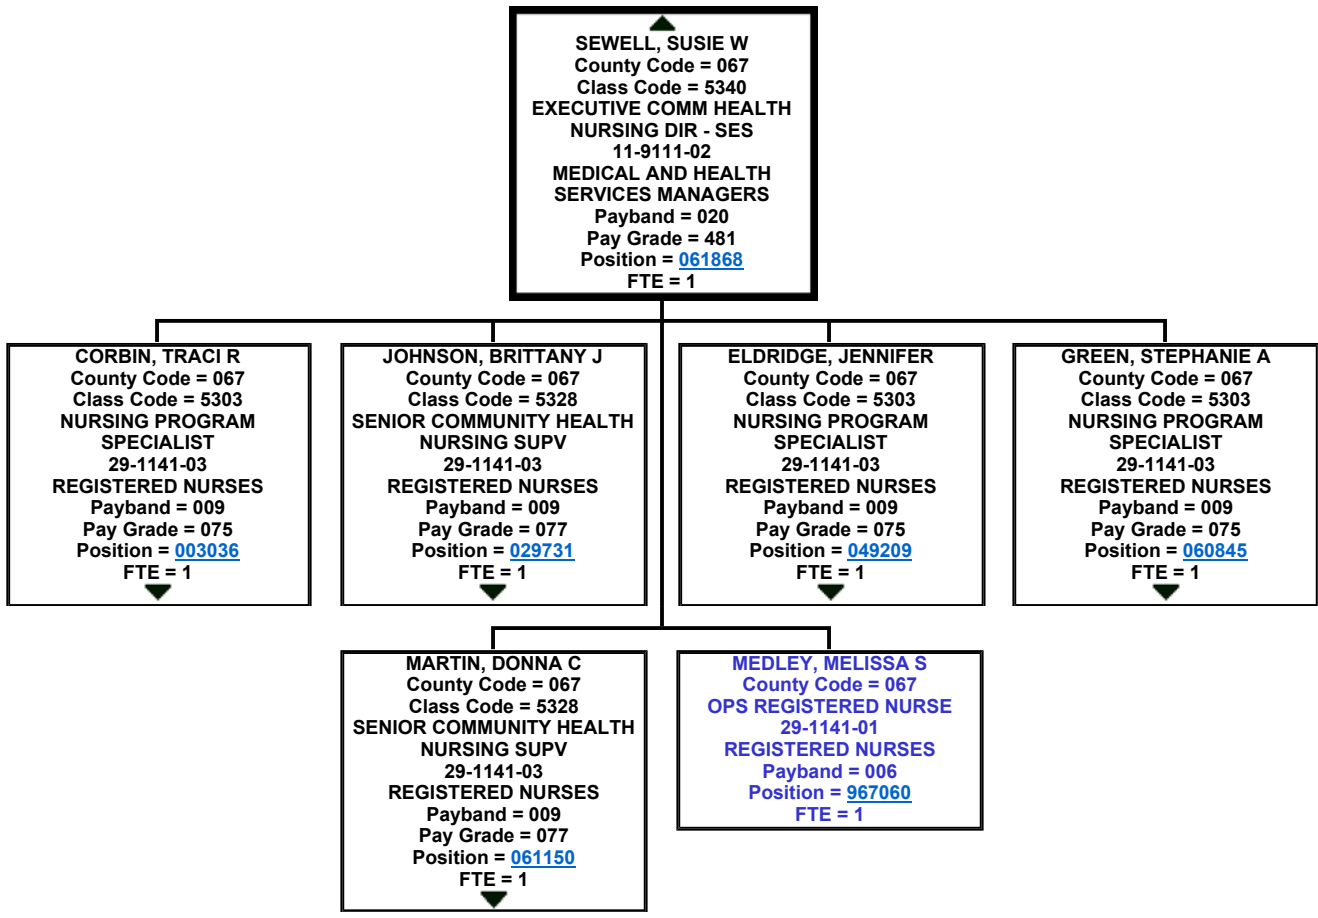 SEWELL, SUSIE W
County Code = 067
Class Code = 5340
EXECUTIVE COMM HEALTH
NURSING DIR - SES
11-9111-02
MEDICAL AND HEALTH
SERVICES MANAGERS
Payband = 020
Pay Grade = 481
Position = 061868
FTE = 1
CORBIN, TRACI R
County Code = 067
Class Code = 5303
NURSING PROGRAM
SPECIALIST
29-1141-03
REGISTERED NURSES
Payband = 009
Pay Grade = 075
Position = 003036
FTE = 1
JOHNSON, BRITTANY J
County Code = 067
Class Code = 5328
SENIOR COMMUNITY HEALTH
NURSING SUPV
29-1141-03
REGISTERED NURSES
Payband = 009
Pay Grade = 077
Position = 029731
FTE = 1
ELDRIDGE, JENNIFER
County Code = 067
Class Code = 5303
NURSING PROGRAM
SPECIALIST
29-1141-03
REGISTERED NURSES
Payband = 009
Pay Grade = 075
Position = 049209
FTE = 1
GREEN, STEPHANIE A
County Code = 067
Class Code = 5303
NURSING PROGRAM
SPECIALIST
29-1141-03
REGISTERED NURSES
Payband = 009
Pay Grade = 075
Position = 060845
FTE = 1
MARTIN, DONNA C
County Code = 067
Class Code = 5328
SENIOR COMMUNITY HEALTH
NURSING SUPV
29-1141-03
REGISTERED NURSES
Payband = 009
Pay Grade = 077
Position = 061150
FTE = 1
MEDLEY, MELISSA S
County Code = 067
OPS REGISTERED NURSE
29-1141-01
REGISTERED NURSES
Payband = 006
Position = 967060
FTE = 1